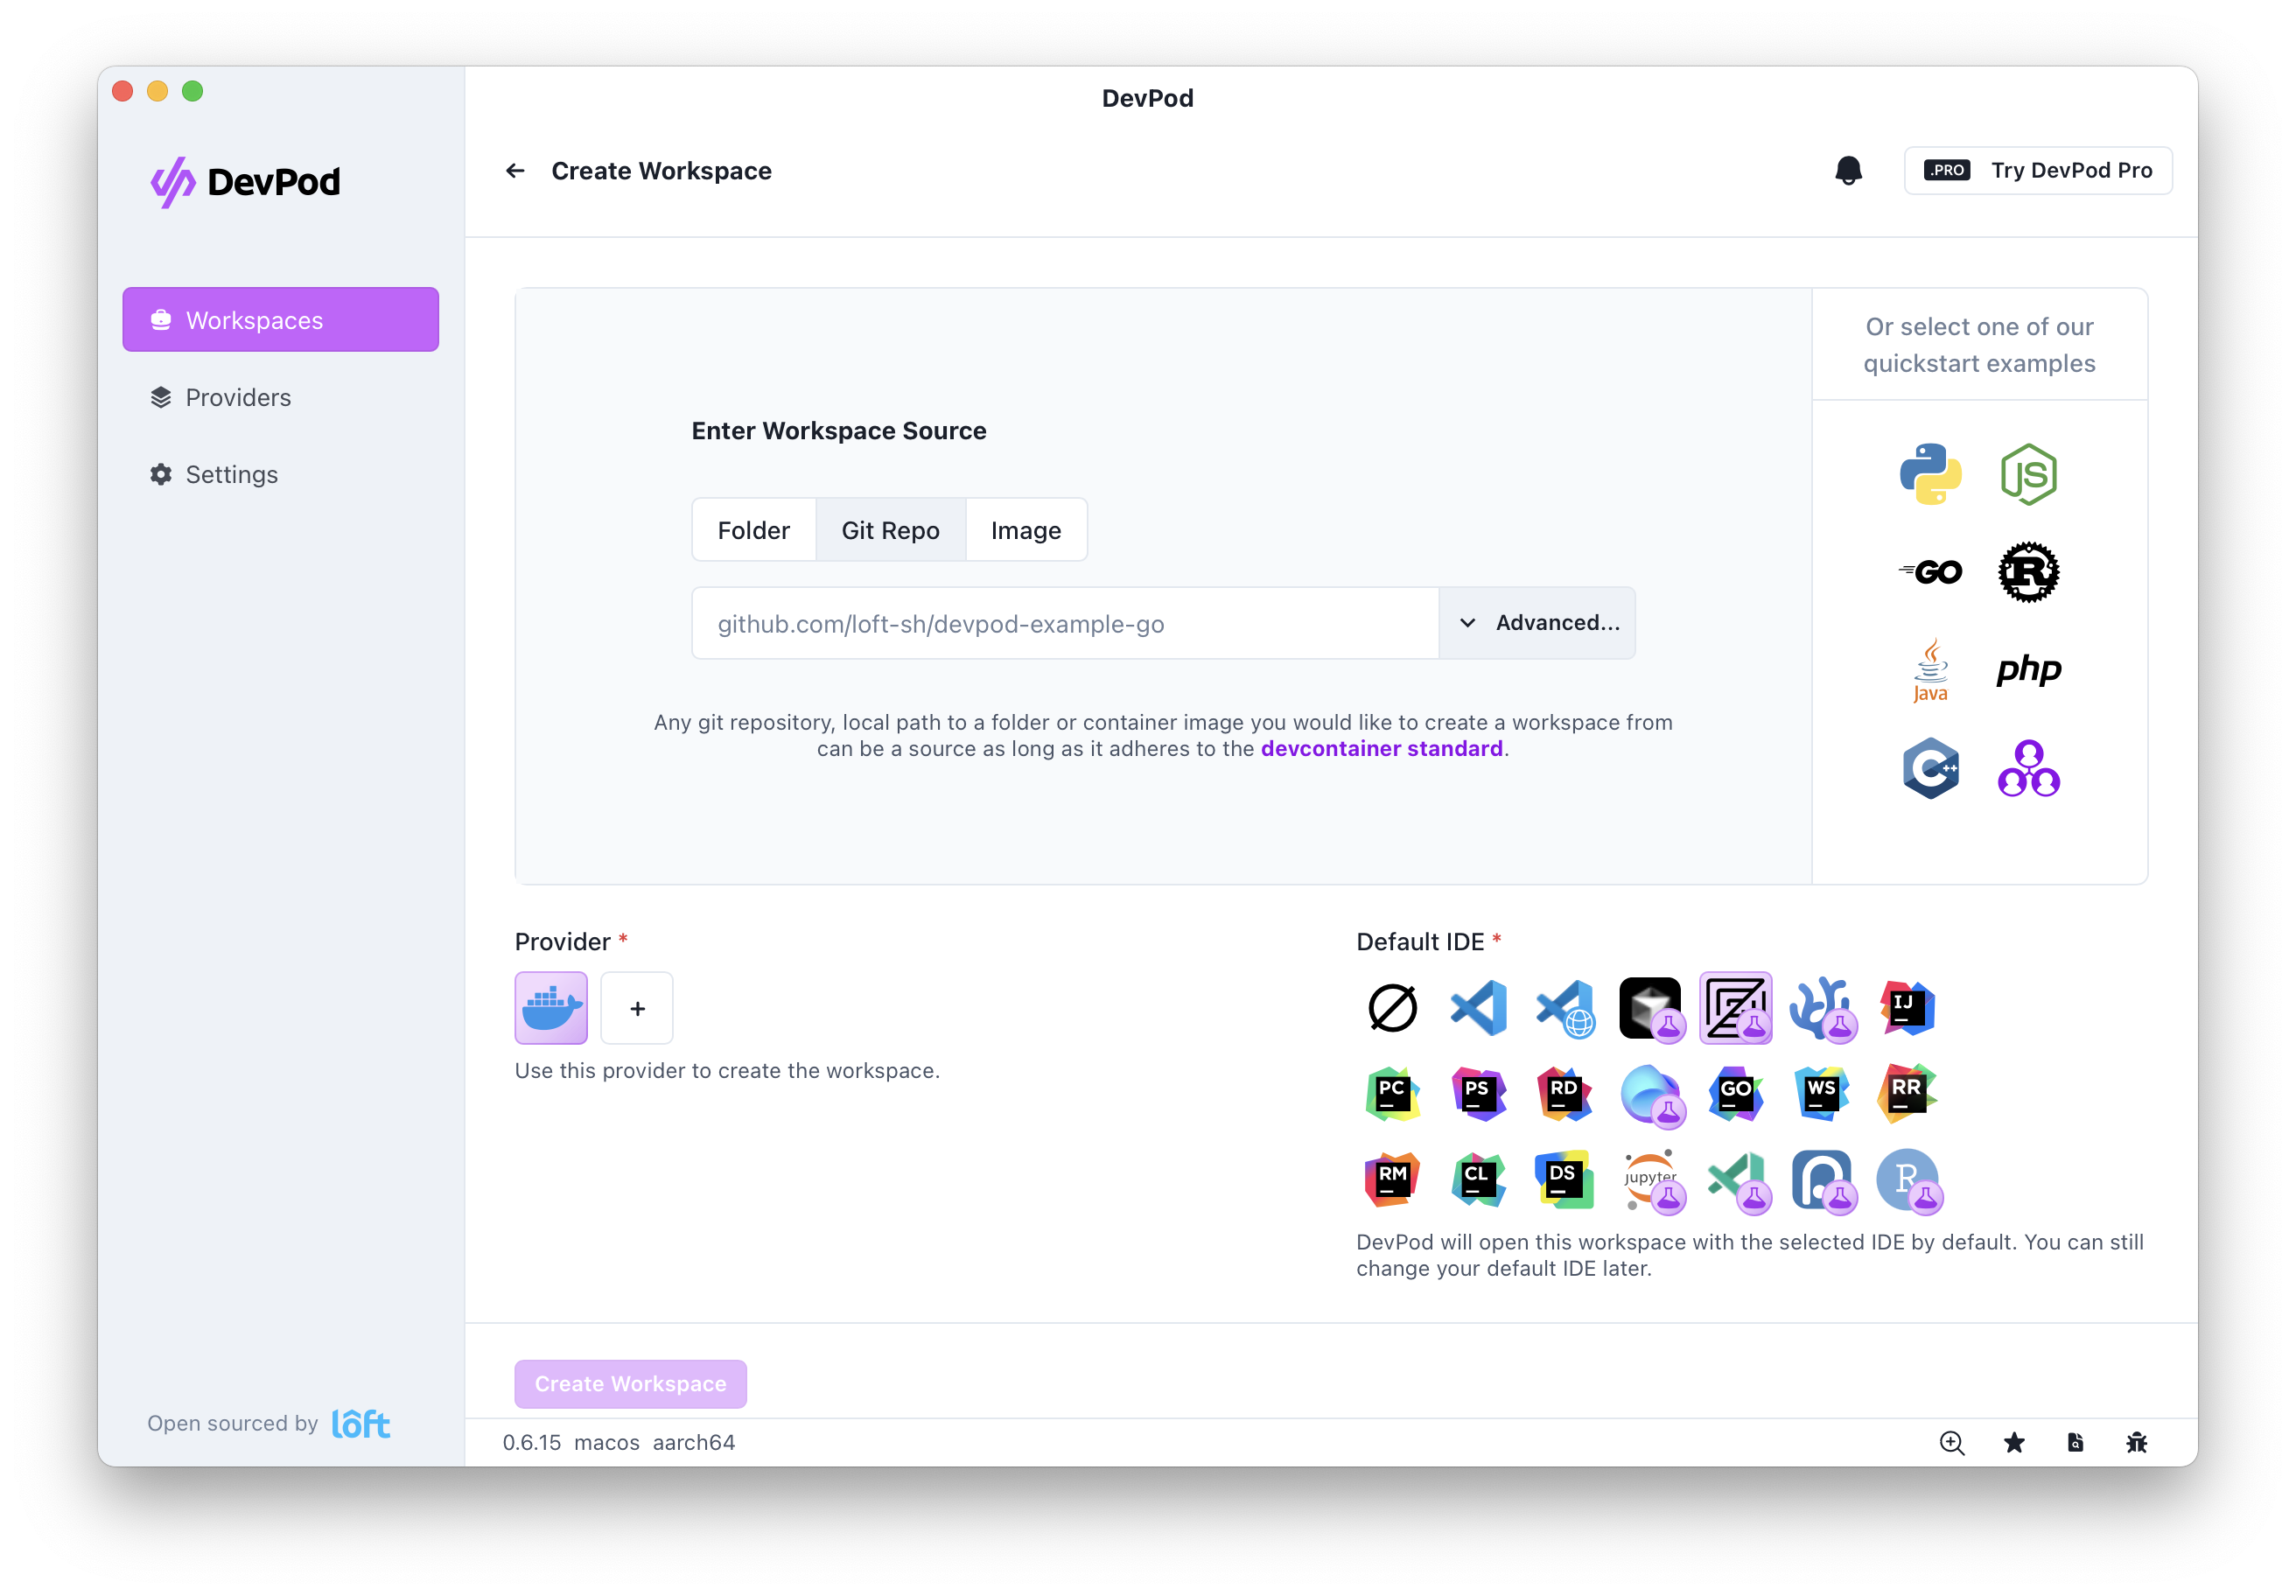 DevPod
DevPod
Create Workspace
.PRO Try DevPod Pro
Workspaces
Providers
Settings
Enter Workspace Source
Folder Git Repo Image
github.com/loft-sh/devpod-example-go Advanced...
Any git repository, local path to a folder or container image you would like to create a workspace from
can be a source as long as it adheres to the devcontainer standard.
Or select one of our
quickstart examples
JS
GO R
Java php
C++
Provider *
+
Use this provider to create the workspace.
Default IDE *
IJ
PC PS RD GO WS RR
RM CL DS jupyter R
DevPod will open this workspace with the selected IDE by default. You can still
change your default IDE later.
Create Workspace
Open sourced by lôft
0.6.15 macos aarch64